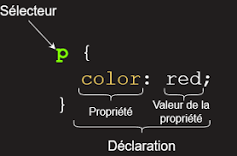 Sélecteur
p {
color: red;
}
Propriété
Valeur de la
propriété
Déclaration